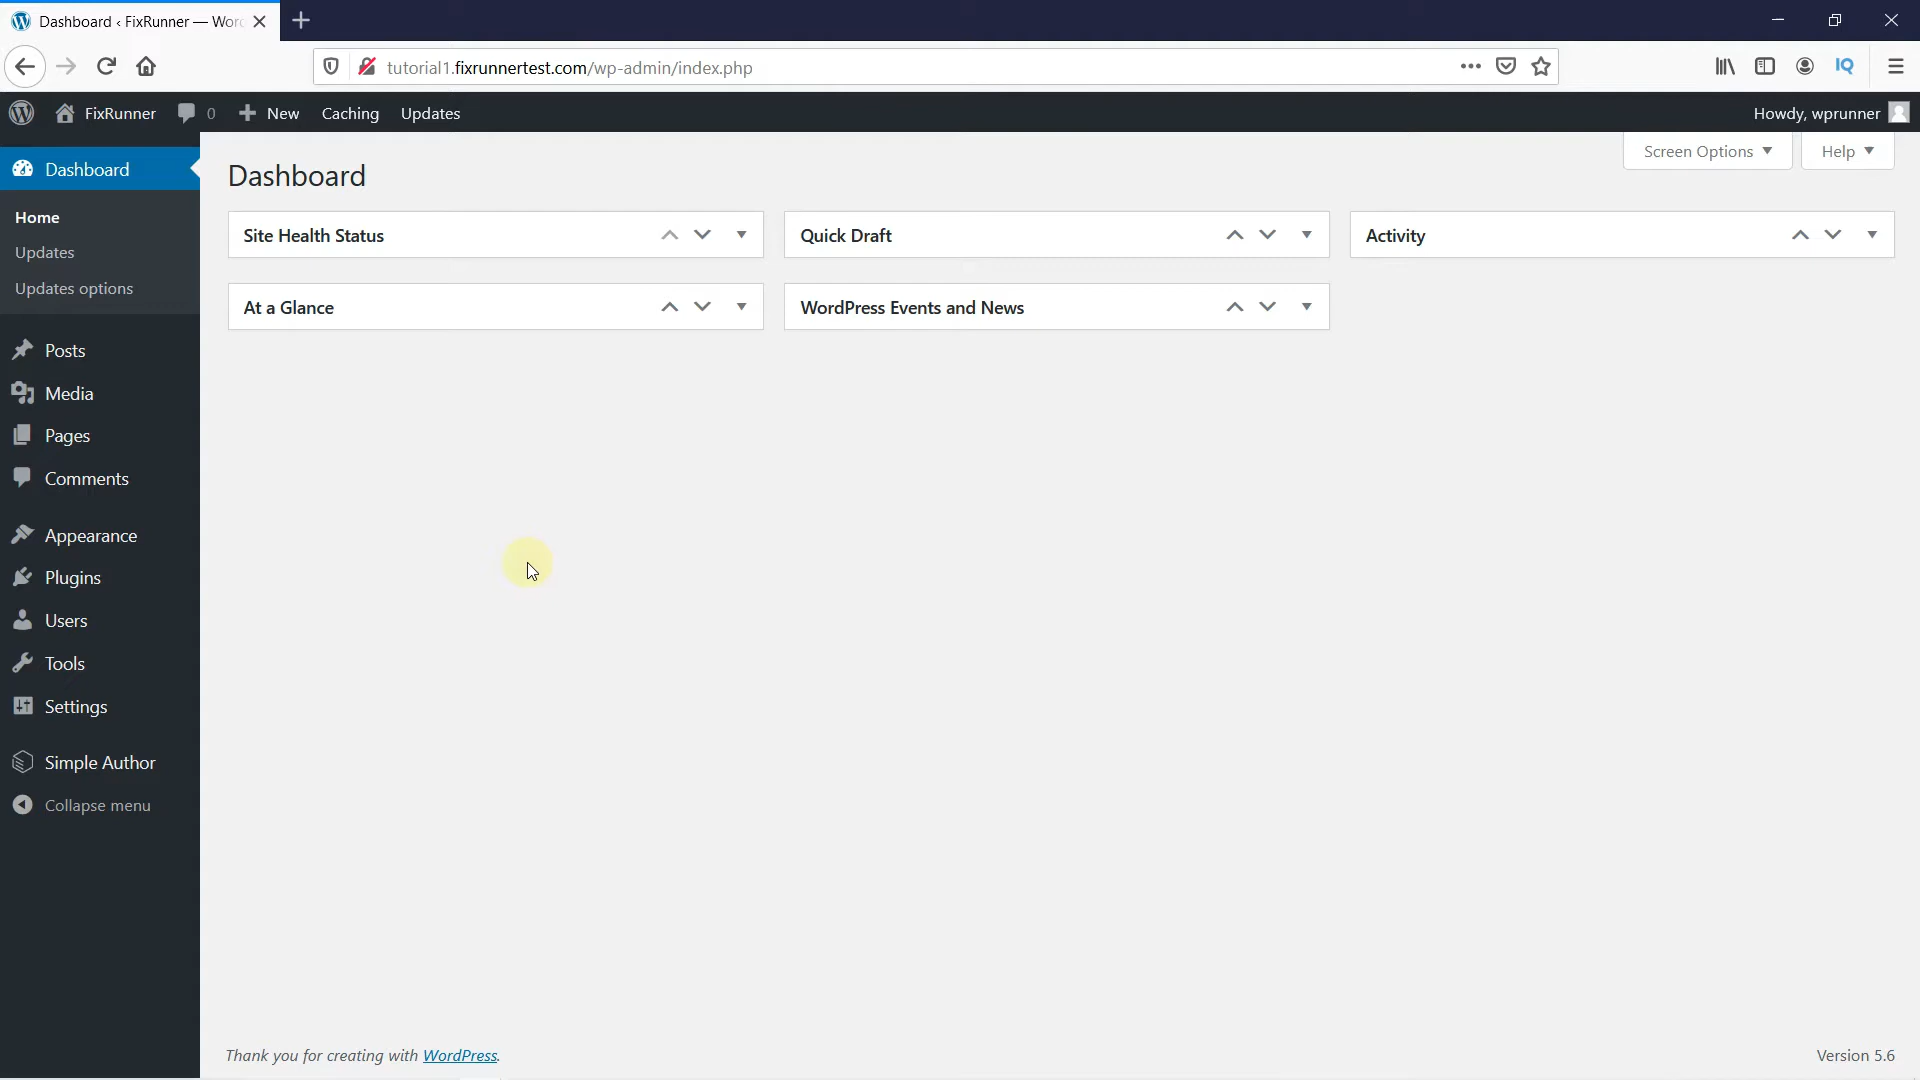 Dashboard ‹ FixRunner — Word
tutorial1.fixrunnertest.com/wp-admin/index.php
IQ
FixRunner 0 New Caching Updates Howdy, wprunner
Dashboard
Home
Updates
Updates options
Posts
Media
Pages
Comments
Appearance
Plugins
Users
Tools
Settings
Simple Author
Collapse menu
Screen Options Help
Dashboard
Site Health Status
Quick Draft
Activity
At a Glance
WordPress Events and News
Thank you for creating with WordPress.
Version 5.6